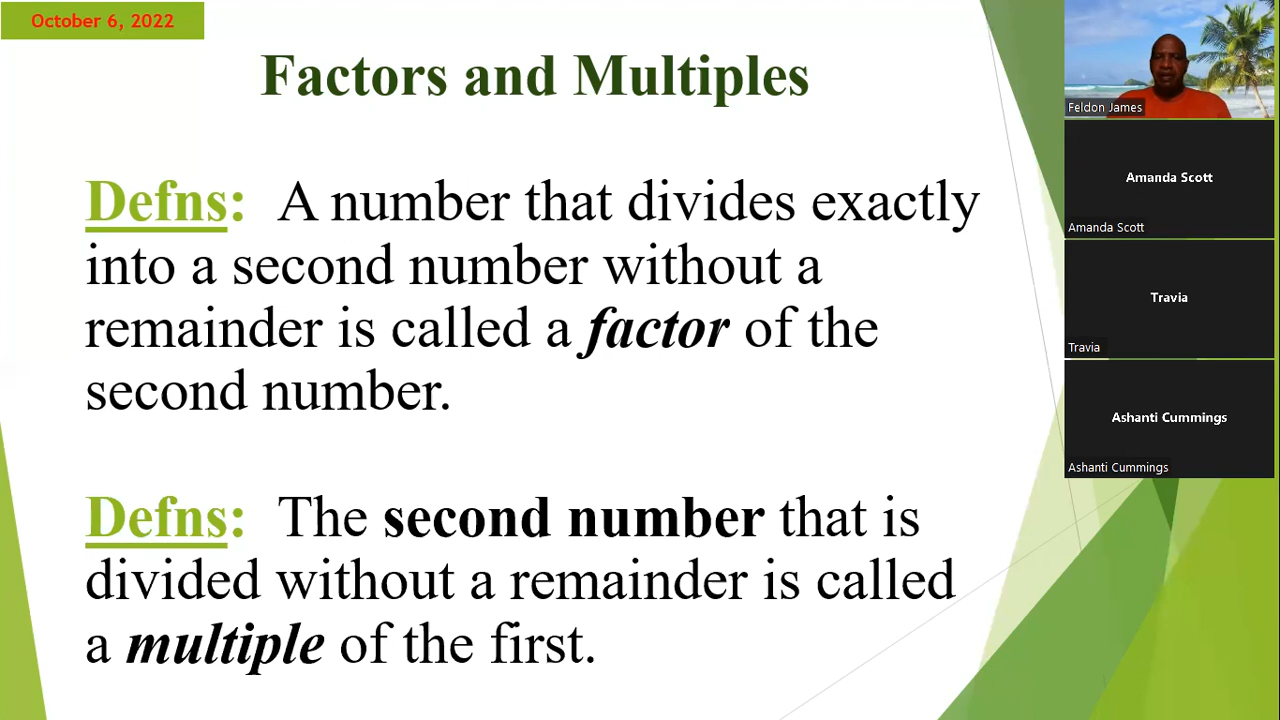 October 6, 2022
Factors and Multiples
Defns: A number that divides exactly
into a second number without a
remainder is called a factor of the
second number.
Defns: The second number that is
divided without a remainder is called
a multiple of the first.
Feldon James
Amanda Scott
Amanda Scott
Travia
Travia
Ashanti Cummings
Ashanti Cummings